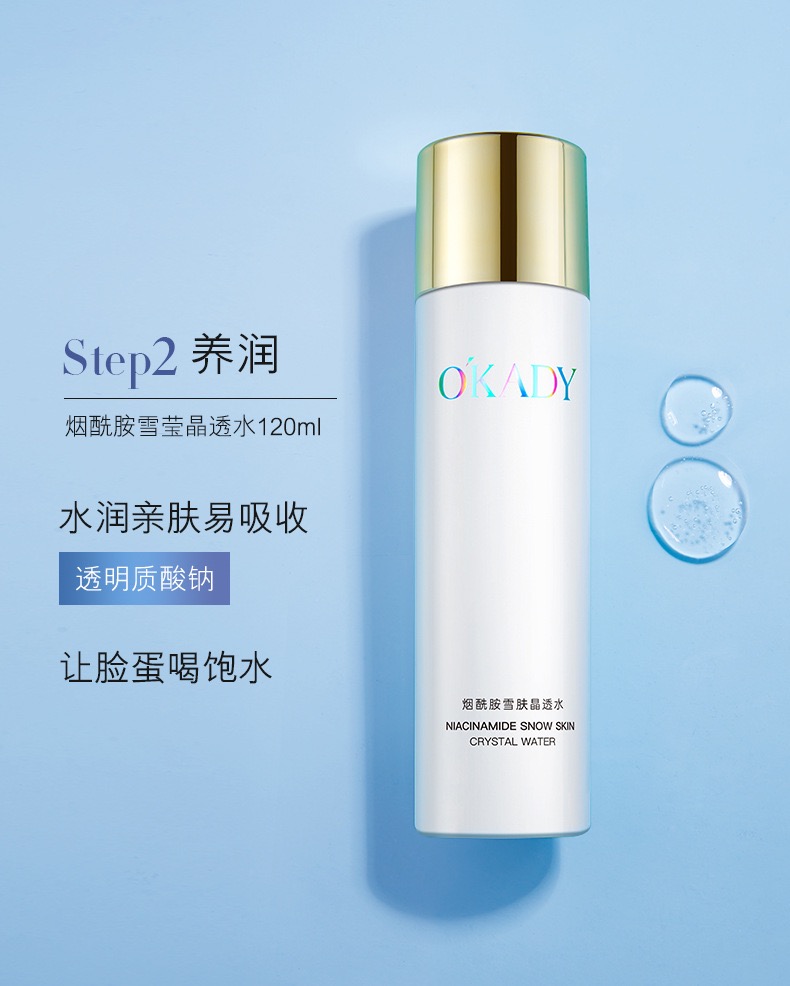 Step2 养润
烟酰胺雪莹晶透水120ml
水润亲肤易吸收
透明质酸钠
让脸蛋喝饱水
O'KADY
烟酰胺雪肤晶透水
NIACINAMIDE SNOW SKIN
CRYSTAL WATER